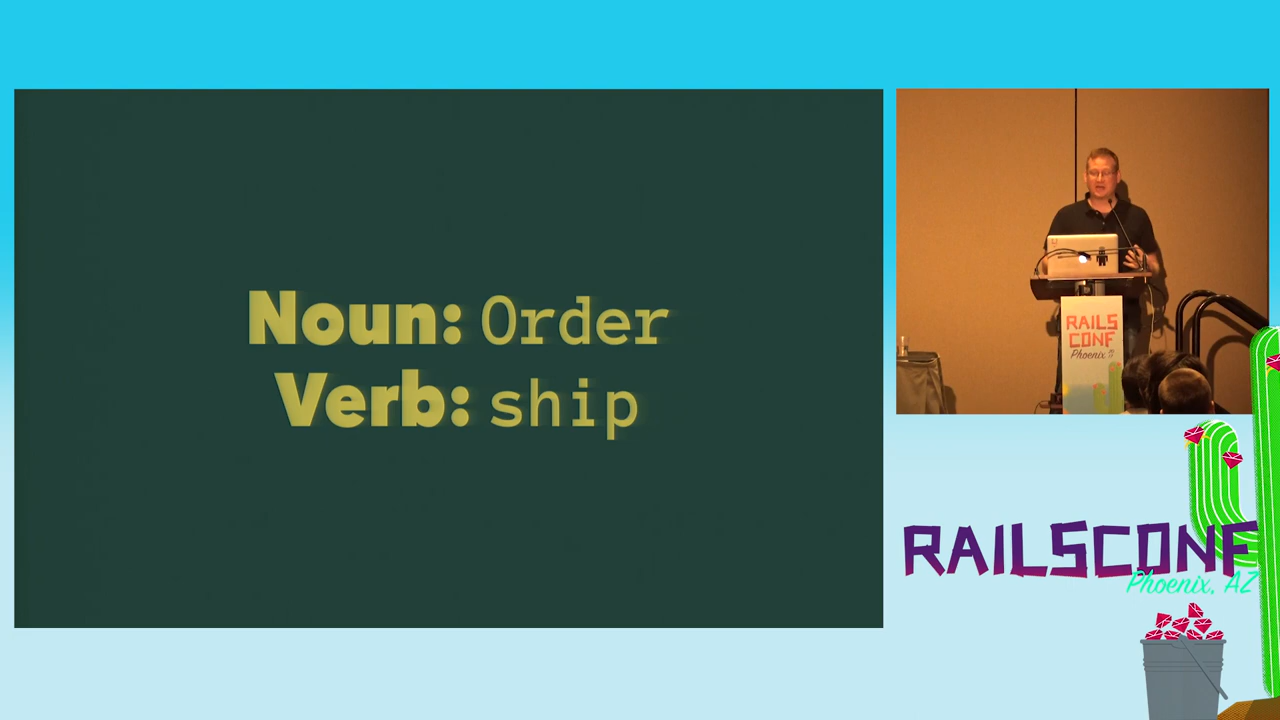 Noun: Order
Verb: ship
RAILS
CONF
Phoenix,
RAILSCONF
Phoenix, AZ